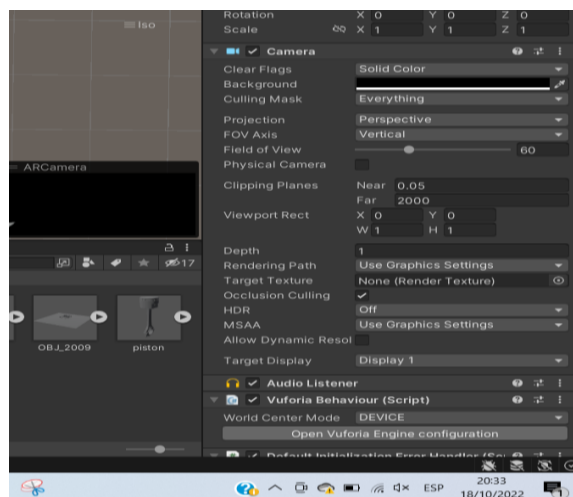 Rotation X 0 Y 0 Z 0
Iso
Scale X 1 Y 1 Z 1
Camera
Clear Flags Solid Color
Background
Culling Mask Everything
Projection Perspective
FOV Axis Vertical
Field of View 60
Physical Camera
ARCamera
Clipping Planes Near 0.05
Far 2000
Viewport Rect X 0 Y 0
W 1 H 1
Depth 1
17
Rendering Path Use Graphics Settings
Target Texture None (Render Texture)
Occlusion Culling
HDR Off
MSAA Use Graphics Settings
Allow Dynamic Resol
OBJ_2009 piston
Target Display Display 1
Audio Listener
Vuforia Behaviour (Script)
World Center Mode DEVICE
Open Vuforia Engine configuration
Default Initialization Error Handler
ESP
20:33
18/10/2022